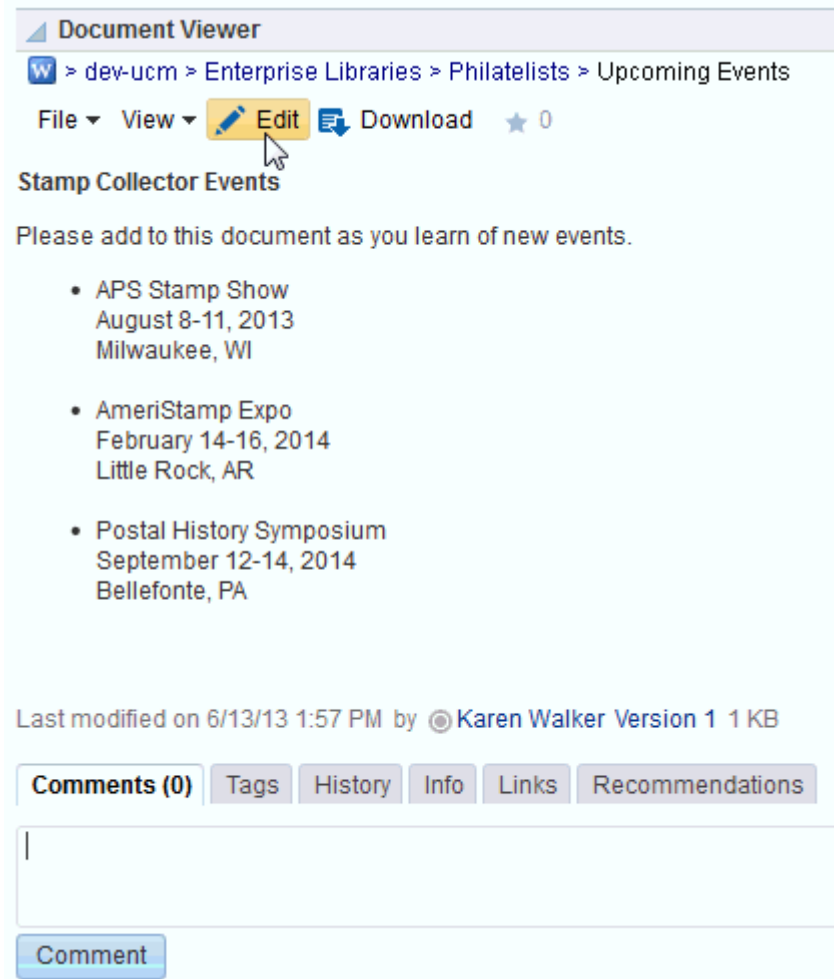 Document Viewer
W > dev-ucm > Enterprise Libraries > Philatelists > Upcoming Events
File View Edit Download 0
Stamp Collector Events
Please add to this document as you learn of new events.
• APS Stamp Show
August 8-11, 2013
Milwaukee, WI
• AmeriStamp Expo
February 14-16, 2014
Little Rock, AR
• Postal History Symposium
September 12-14, 2014
Bellefonte, PA
Last modified on 6/13/13 1:57 PM by Karen Walker Version 1 1 KB
Comments (0) Tags History Info Links Recommendations
Comment